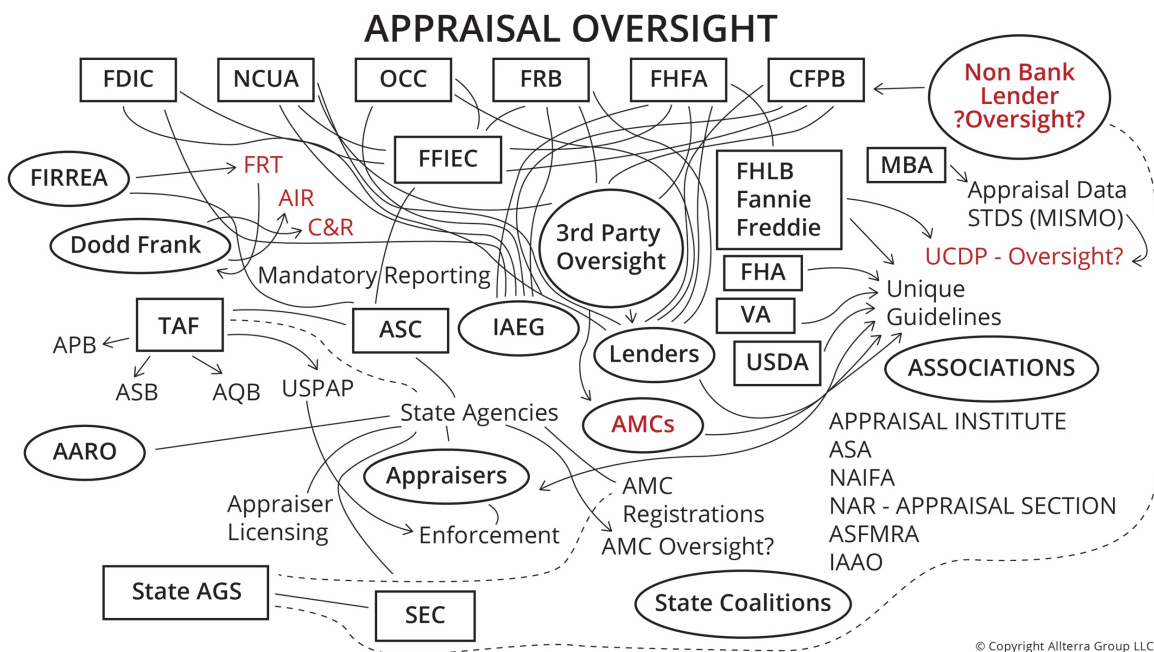 APPRAISAL OVERSIGHT
FDIC
NCUA
OCC
FRB
FHFA
CFPB
Non Bank
Lender
?Oversight?
FFIEC
MBA
FIRREA
FRT
FHLB
Fannie
Freddie
Appraisal Data
STDS (MISMO)
AIR
C&R
Dodd Frank
3rd Party
Oversight
UCDP - Oversight?
Mandatory Reporting
FHA
Unique
Guidelines
TAF
ASC
IAEG
VA
APB
Lenders
USDA
ASSOCIATIONS
ASB
AQB
USPAP
State Agencies
AMCs
APPRAISAL INSTITUTE
ASA
NAIFA
NAR - APPRAISAL SECTION
ASFMRA
IAAO
AARO
Appraisers
AMC
Registrations
Appraiser
Licensing
Enforcement
AMC Oversight?
State AGS
SEC
State Coalitions
© Copyright Allterra Group LLC